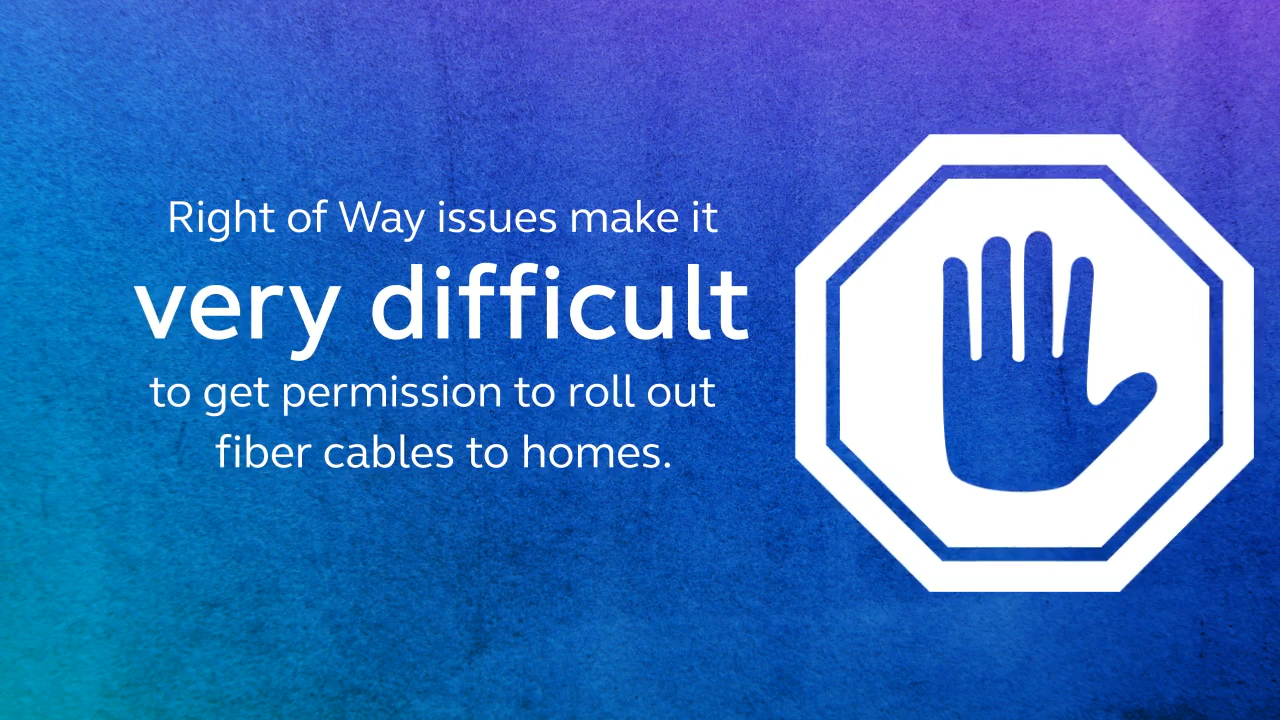 Right of Way issues make it
very difficult
to get permission to roll out
fiber cables to homes.